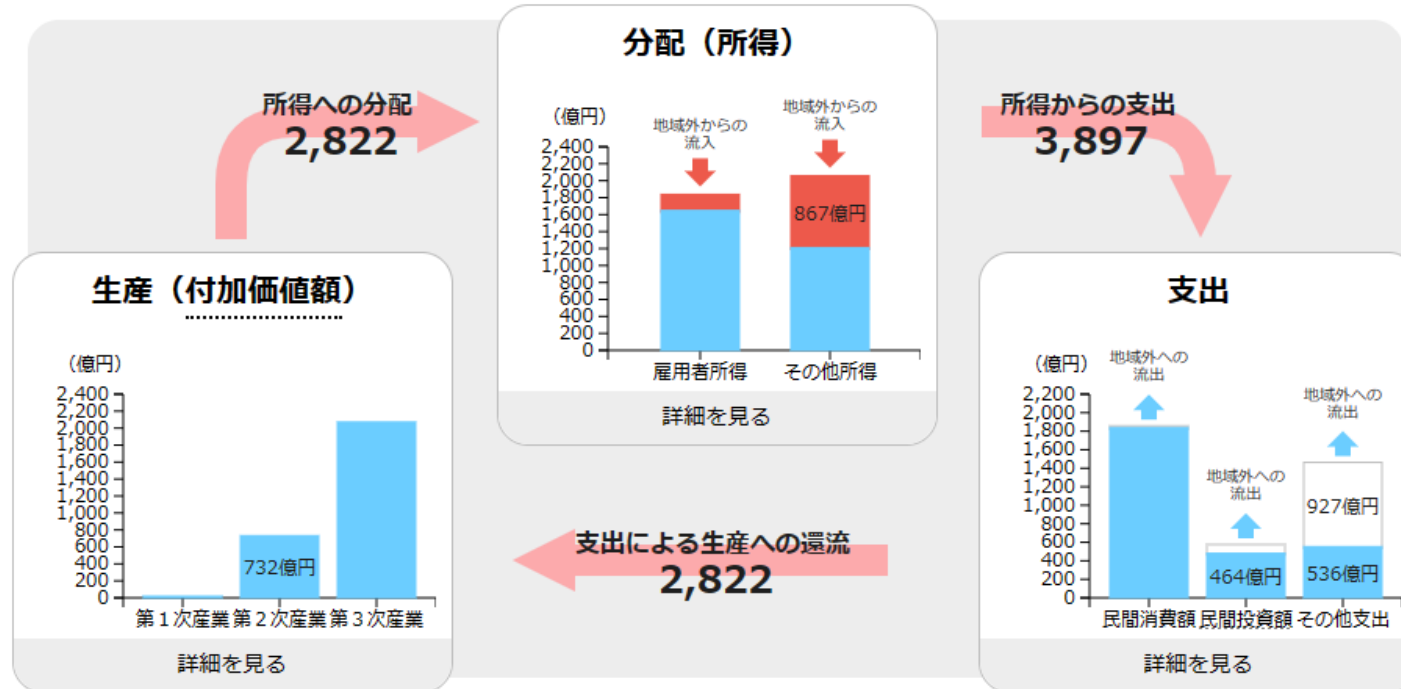 分配（所得）
所得への分配
2,822
（億円）
地域外からの
流入
地域外からの
流入
2,400
2,200
2,000
1,800
1,600
1,400
1,200
1,000
800
600
400
200
0
867億円
雇用者所得
その他所得
詳細を見る
所得からの支出
3,897
生産（付加価値額）
（億円）
2,400
2,200
2,000
1,800
1,600
1,400
1,200
1,000
800
600
400
200
0
732億円
第１次産業
第２次産業
第３次産業
詳細を見る
支出による生産への還流
2,822
支出
（億円）
2,200
2,000
1,800
1,600
1,400
1,200
1,000
800
600
400
200
0
地域外への
流出
地域外への
流出
地域外への
流出
464億円
927億円
536億円
民間消費額
民間投資額
その他支出
詳細を見る